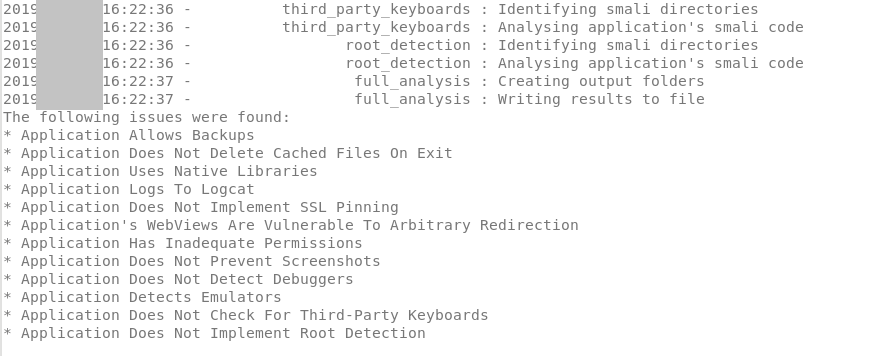 2019 16:22:36 - third_party_keyboards : Identifying smali directories
2019 16:22:36 - third_party_keyboards : Analysing application's smali code
2019 16:22:36 - root_detection : Identifying smali directories
2019 16:22:36 - root_detection : Analysing application's smali code
2019 16:22:37 - full_analysis : Creating output folders
2019 16:22:37 - full_analysis : Writing results to file
The following issues were found:
* Application Allows Backups
* Application Does Not Delete Cached Files On Exit
* Application Uses Native Libraries
* Application Logs To Logcat
* Application Does Not Implement SSL Pinning
* Application's WebViews Are Vulnerable To Arbitrary Redirection
* Application Has Inadequate Permissions
* Application Does Not Prevent Screenshots
* Application Does Not Detect Debuggers
* Application Detects Emulators
* Application Does Not Check For Third-Party Keyboards
* Application Does Not Implement Root Detection